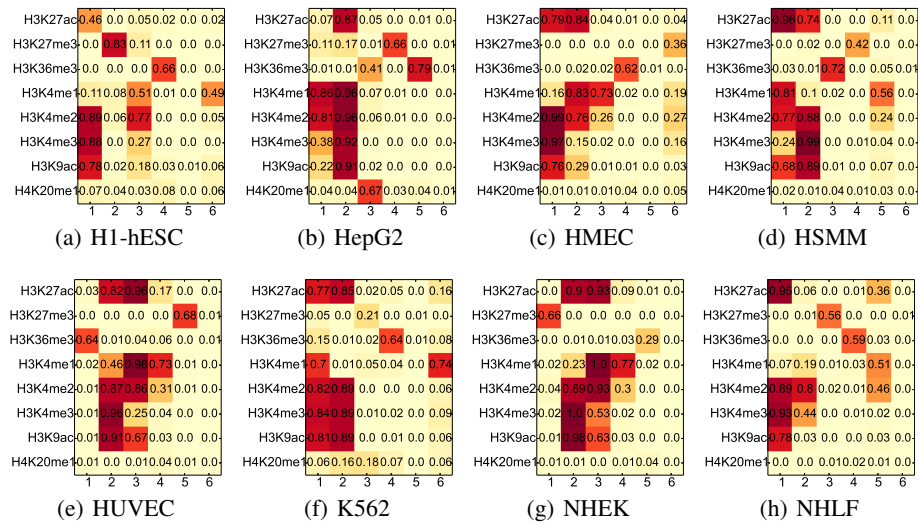 H3K27ac 0.46 0.0 0.05 0.02 0.0 0.02
H3K27me3 0.0 0.83 0.11 0.0 0.0 0.0
H3K36me3 0.0 0.0 0.0 0.66 0.0 0.0
H3K4me1 0.11 0.08 0.51 0.01 0.0 0.49
H3K4me2 0.89 0.06 0.77 0.0 0.0 0.05
H3K4me3 0.88 0.0 0.27 0.0 0.0 0.0
H3K9ac 0.78 0.02 0.18 0.03 0.01 0.06
H4K20me1 0.07 0.04 0.03 0.08 0.0 0.06
1 2 3 4 5 6
(a) H1-hESC
H3K27ac 0.07 0.87 0.05 0.0 0.01 0.0
H3K27me3 0.11 0.17 0.01 0.66 0.0 0.01
H3K36me3 0.01 0.01 0.41 0.0 0.79 0.01
H3K4me1 0.86 0.96 0.07 0.01 0.0 0.0
H3K4me2 0.81 0.96 0.06 0.01 0.0 0.0
H3K4me3 0.38 0.92 0.0 0.0 0.0 0.0
H3K9ac 0.22 0.91 0.02 0.0 0.0 0.0
H4K20me1 0.04 0.04 0.67 0.03 0.04 0.01
1 2 3 4 5 6
(b) HepG2
H3K27ac 0.79 0.84 0.04 0.01 0.0 0.04
H3K27me3 0.0 0.0 0.0 0.0 0.0 0.36
H3K36me3 0.0 0.0 0.04 0.62 0.01 0.0
H3K4me1 0.16 0.83 0.73 0.02 0.0 0.19
H3K4me2 0.99 0.76 0.26 0.0 0.0 0.27
H3K4me3 0.97 0.15 0.02 0.0 0.0 0.16
H3K9ac 0.76 0.29 0.01 0.01 0.0 0.03
H4K20me1 0.01 0.01 0.04 0.04 0.0 0.05
1 2 3 4 5 6
(c) HMEC
H3K27ac 0.96 0.74 0.0 0.0 0.11 0.0
H3K27me3 0.0 0.0 0.0 0.42 0.0 0.0
H3K36me3 0.0 0.03 0.72 0.0 0.05 0.01
H3K4me1 0.81 0.1 0.02 0.0 0.56 0.0
H3K4me2 0.77 0.88 0.0 0.0 0.24 0.0
H3K4me3 0.24 0.99 0.0 0.0 0.0 0.0
H3K9ac 0.68 0.89 0.0 0.0 0.07 0.0
H4K20me1 0.02 0.01 0.04 0.01 0.03 0.0
1 2 3 4 5 6
(d) HSMM
H3K27ac 0.03 0.82 0.96 0.17 0.0 0.0
H3K27me3 0.0 0.0 0.0 0.0 0.68 0.01
H3K36me3 0.64 0.01 0.04 0.06 0.0 0.0
H3K4me1 0.02 0.46 0.98 0.73 0.0 0.0
H3K4me2 0.01 0.87 0.86 0.31 0.01 0.0
H3K4me3 0.01 0.96 0.25 0.04 0.0 0.0
H3K9ac 0.01 0.91 0.67 0.03 0.0 0.0
H4K20me1 0.01 0.0 0.01 0.04 0.01 0.0
1 2 3 4 5 6
(e) HUVEC
H3K27ac 0.77 0.85 0.02 0.05 0.0 0.16
H3K27me3 0.0 0.0 0.21 0.0 0.0 0.0
H3K36me3 0.15 0.0 0.03 0.64 0.01 0.08
H3K4me1 0.7 0.01 0.05 0.04 0.0 0.74
H3K4me2 0.82 0.89 0.0 0.0 0.0 0.06
H3K4me3 0.84 0.89 0.01 0.02 0.0 0.09
H3K9ac 0.81 0.89 0.0 0.01 0.0 0.06
H4K20me1 0.06 0.16 0.18 0.07 0.0 0.06
1 2 3 4 5 6
(f) K562
H3K27ac 0.0 0.9 0.93 0.09 0.01 0.0
H3K27me3 0.66 0.0 0.0 0.0 0.0 0.0
H3K36me3 0.0 0.0 0.01 0.05 0.29 0.0
H3K4me1 0.02 0.23 1.0 0.77 0.0 0.0
H3K4me2 0.04 0.89 0.93 0.3 0.0 0.0
H3K4me3 0.02 1.0 0.53 0.02 0.0 0.0
H3K9ac 0.0 0.98 0.63 0.03 0.0 0.0
H4K20me1 0.01 0.0 0.0 0.01 0.04 0.0
1 2 3 4 5 6
(g) NHEK
H3K27ac 0.95 0.06 0.0 0.0 0.36 0.0
H3K27me3 0.0 0.01 0.56 0.0 0.0 0.0
H3K36me3 0.0 0.0 0.0 0.59 0.03 0.0
H3K4me1 0.07 0.19 0.0 0.03 0.51 0.0
H3K4me2 0.89 0.8 0.02 0.01 0.46 0.0
H3K4me3 0.93 0.44 0.0 0.0 0.01 0.0
H3K9ac 0.78 0.0 0.0 0.03 0.03 0.0
H4K20me1 0.0 0.0 0.0 0.02 0.01 0.0
1 2 3 4 5 6
(h) NHLF